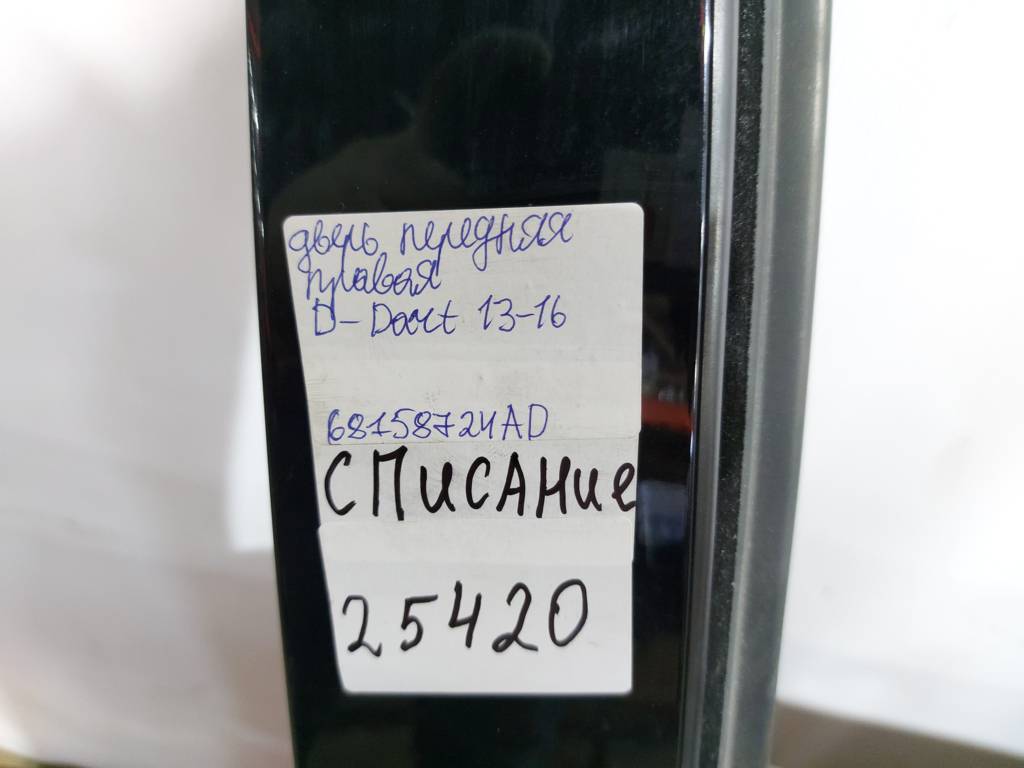 дверь передняя
правая
D-Dart 13-16
68158724AD
СПИСАНИе
25420